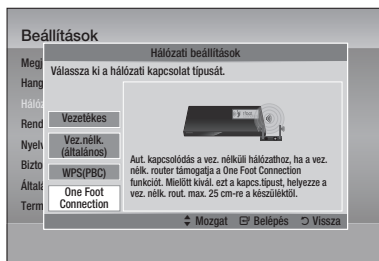 Beállítások
Hálózati beállítások
Válassza ki a hálózati kapcsolat típusát.
Megj
Hang
Háló
Rend
Nyelv
Bizto
Által
Term
Vezetékes
Vez.nélk.
(általános)
WPS(PBC)
One Foot
Connection
Aut. kapcsolódás a vez. nélküli hálózathoz, ha a vez.
nélk. router támogatja a One Foot Connection
funkciót. Mielőtt kivál. ezt a kapcs.típust, helyezze a
vez. nélk. rout. max. 25 cm-re a készüléktől.
Mozgat Belépés Vissza